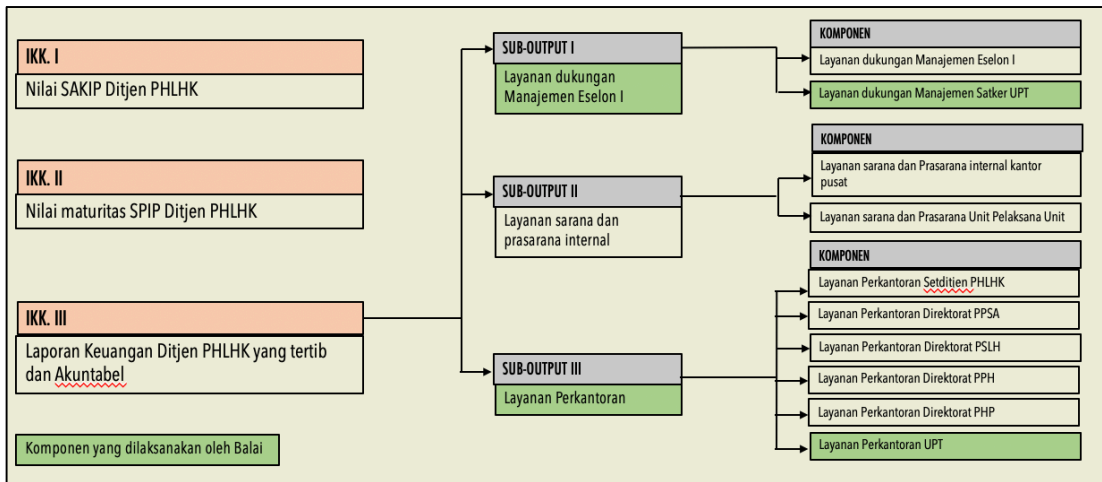 IKK. I
Nilai SAKIP Ditjen PHLHK
IKK. II
Nilai maturitas SPIP Ditjen PHLHK
IKK. III
Laporan Keuangan Ditjen PHLHK yang tertib
dan Akuntabel
Komponen yang dilaksanakan oleh Balai
SUB-OUTPUT I
Layanan dukungan
Manajemen Eselon I
SUB-OUTPUT II
Layanan sarana dan
prasarana internal
SUB-OUTPUT III
Layanan Perkantoran
KOMPONEN
Layanan dukungan Manajemen Eselon I
Layanan dukungan Manajemen Satker UPT
KOMPONEN
Layanan sarana dan Prasarana internal kantor
pusat
Layanan sarana dan Prasarana Unit Pelaksana Unit
KOMPONEN
Layanan Perkantoran Setditjen PHLHK
Layanan Perkantoran Direktorat PPSA
Layanan Perkantoran Direktorat PSLH
Layanan Perkantoran Direktorat PPH
Layanan Perkantoran Direktorat PHP
Layanan Perkantoran UPT